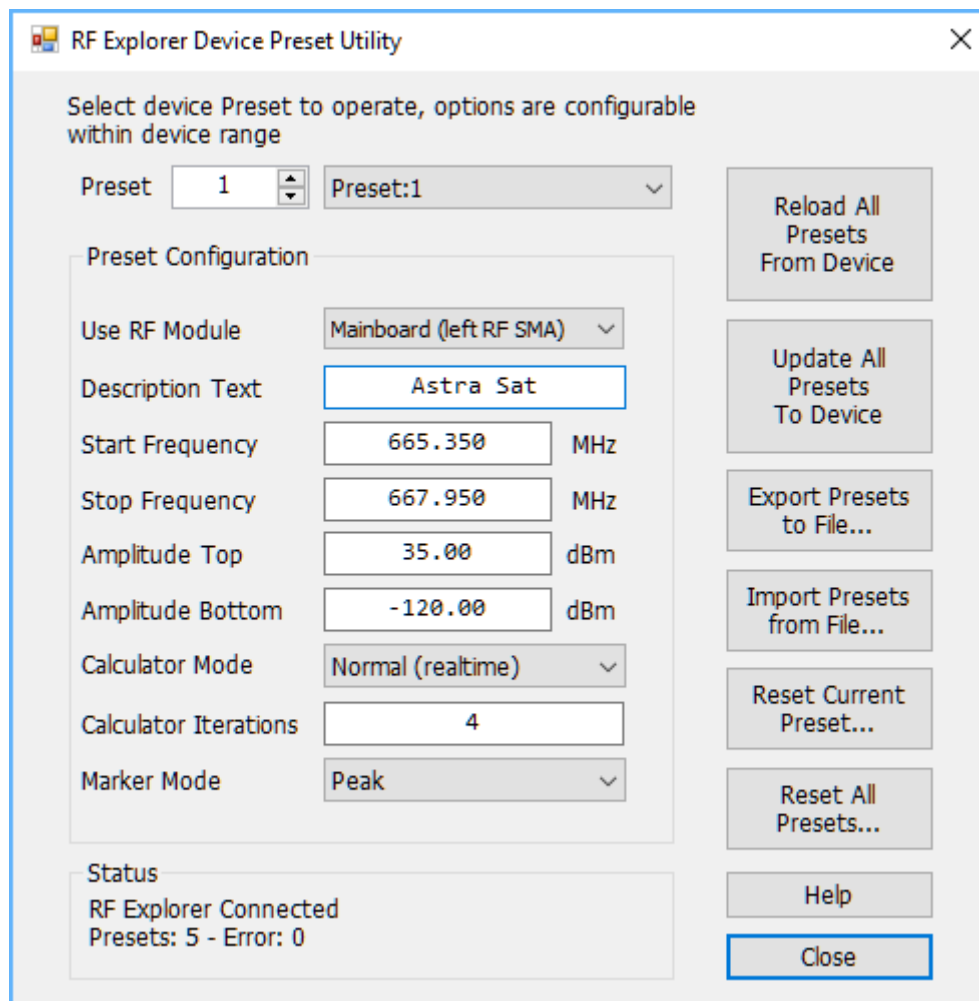 RF Explorer Device Preset Utility
Select device Preset to operate, options are configurable
within device range
Preset 1 Preset:1
Reload All
Presets
From Device
Preset Configuration
Use RF Module Mainboard (left RF SMA)
Description Text Astra Sat
Start Frequency 665.350 MHz
Stop Frequency 667.950 MHz
Amplitude Top 35.00 dBm
Amplitude Bottom -120.00 dBm
Calculator Mode Normal (realtime)
Calculator Iterations 4
Marker Mode Peak
Update All
Presets
To Device
Export Presets
to File...
Import Presets
from File...
Reset Current
Preset...
Reset All
Presets...
Status
RF Explorer Connected
Presets: 5 - Error: 0
Help
Close